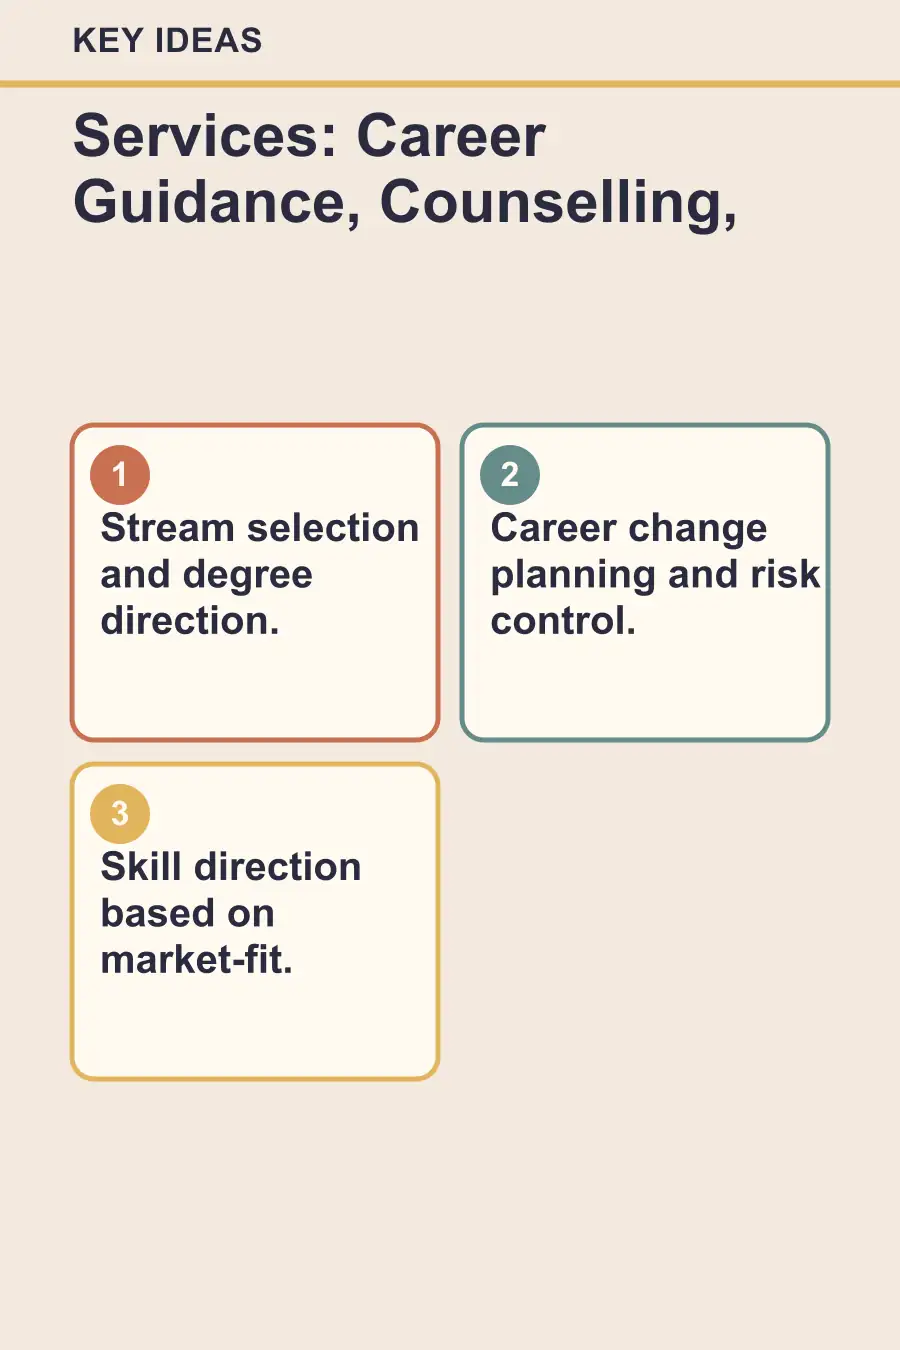 KEY IDEAS
Services: Career
Guidance, Counselling,
1
Stream selection
and degree
direction.
2
Career change
planning and risk
control.
3
Skill direction
based on
market-fit.